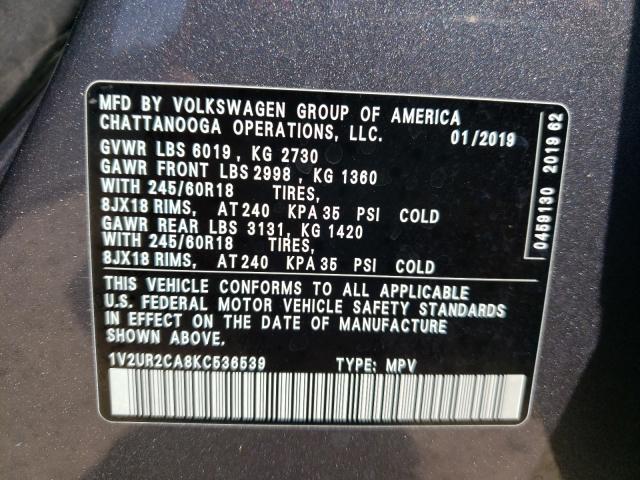 MFD BY VOLKSWAGEN GROUP OF AMERICA
CHATTANOOGA OPERATIONS, LLC. 01/2019
GVWR LBS 6019, KG 2730
GAWR FRONT LBS 2998, KG 1360
WITH 245/60R18 TIRES,
8JX18 RIMS, AT 240 KPA 35 PSI COLD
GAWR REAR LBS 3131, KG 1420
WITH 245/60R18 TIRES,
8JX18 RIMS, AT 240 KPA 35 PSI COLD
THIS VEHICLE CONFORMS TO ALL APPLICABLE
U.S. FEDERAL MOTOR VEHICLE SAFETY STANDARDS
IN EFFECT ON THE DATE OF MANUFACTURE
SHOWN ABOVE.
1V2UR2CA8KC536539 TYPE: MPV
0459130 2019 62